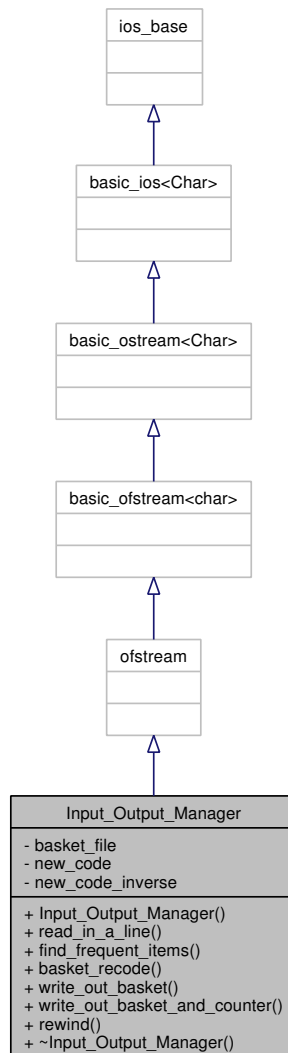 ios_base
basic_ios<Char>
basic_ostream<Char>
basic_ofstream<char>
ofstream
Input_Output_Manager
- basket_file
- new_code
- new_code_inverse
+ Input_Output_Manager()
+ read_in_a_line()
+ find_frequent_items()
+ basket_recode()
+ write_out_basket()
+ write_out_basket_and_counter()
+ rewind()
+ ~Input_Output_Manager()